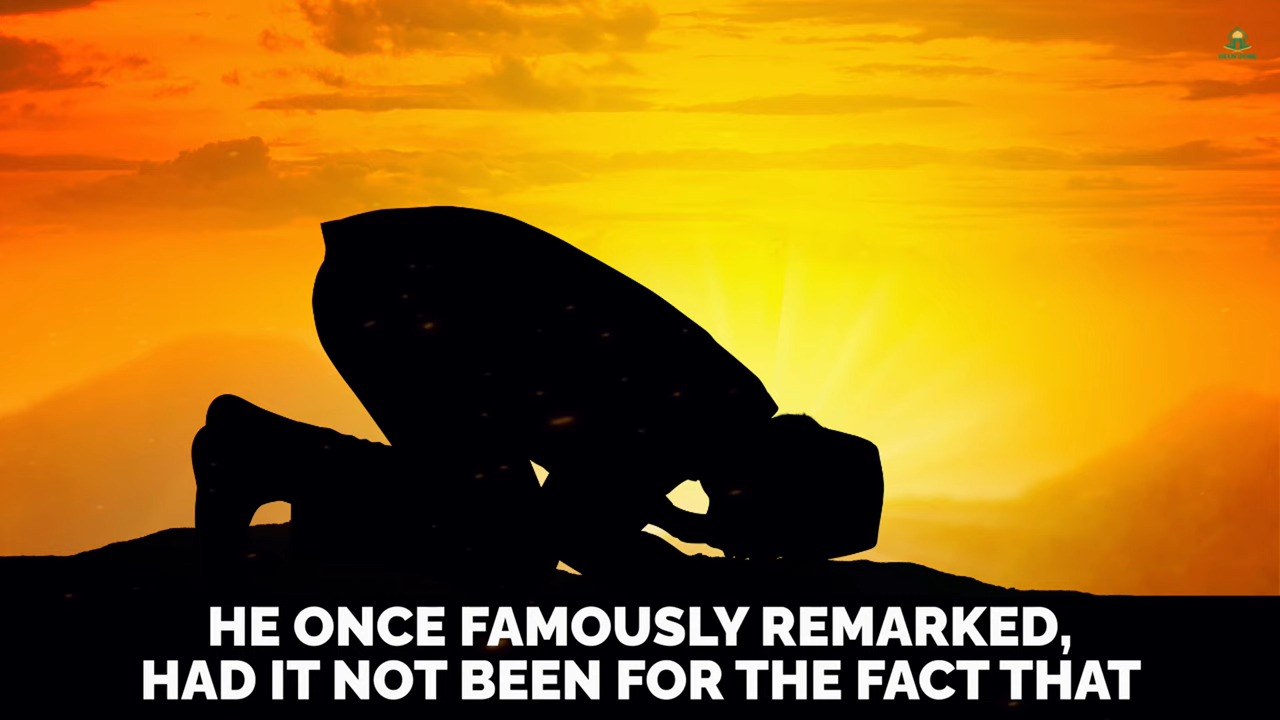 HE ONCE FAMOUSLY REMARKED,
HAD IT NOT BEEN FOR THE FACT THAT